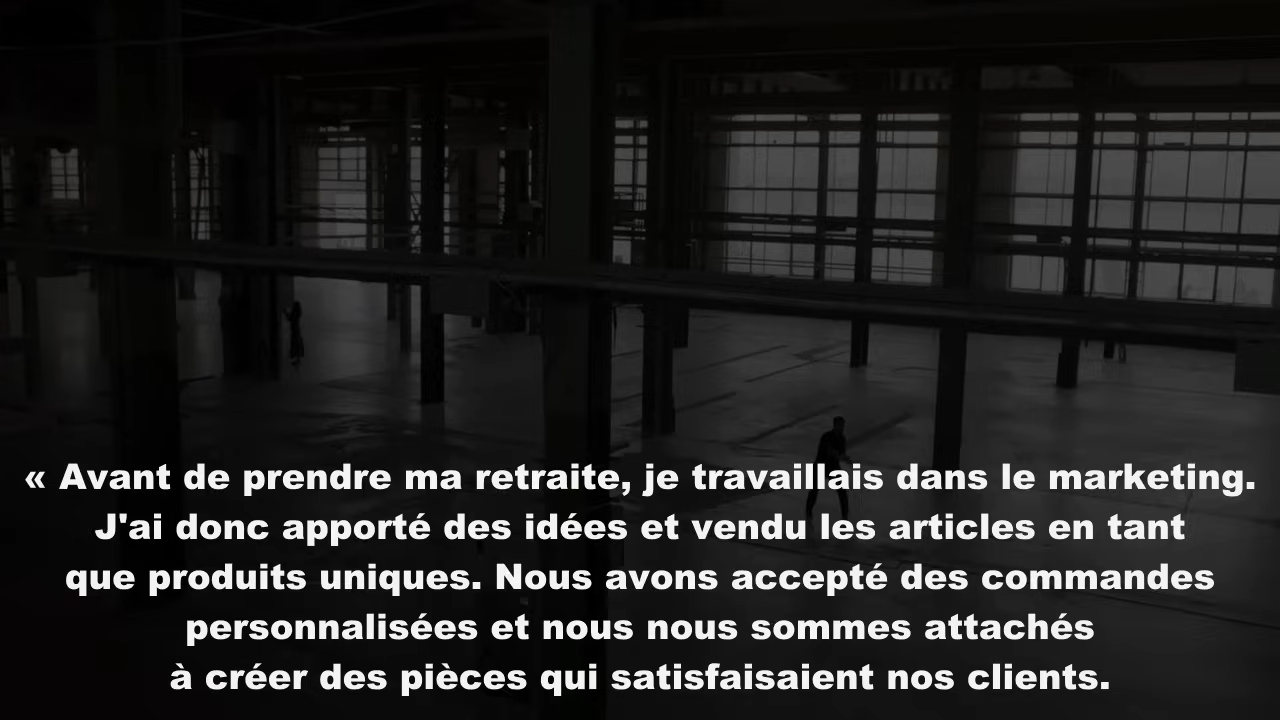 « Avant de prendre ma retraite, je travaillais dans le marketing.
J'ai donc apporté des idées et vendu les articles en tant
que produits uniques. Nous avons accepté des commandes
personnalisées et nous nous sommes attachés
à créer des pièces qui satisfaisaient nos clients.